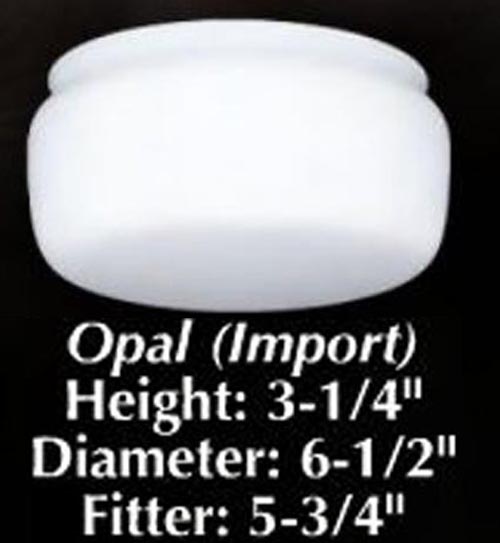 Opal (Import)
Height: 3-1/4"
Diameter: 6-1/2"
Fitter: 5-3/4"